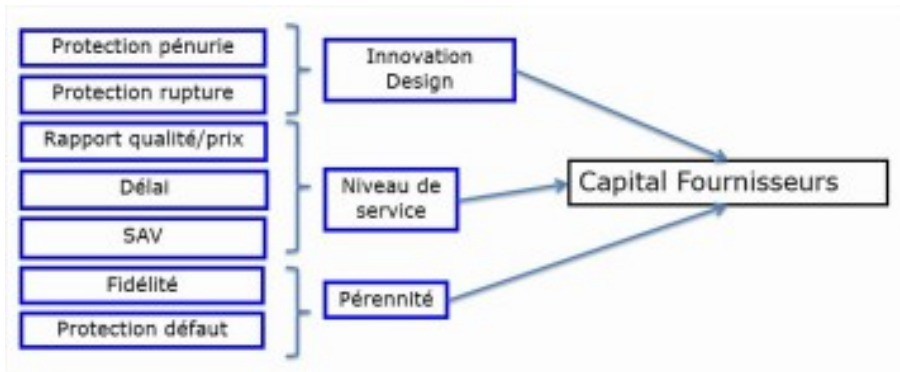 Protection pénurie
Protection rupture
Rapport qualité/prix
Délai
SAV
Fidélité
Protection défaut
Innovation
Design
Niveau de
service
Pérennité
Capital Fournisseurs